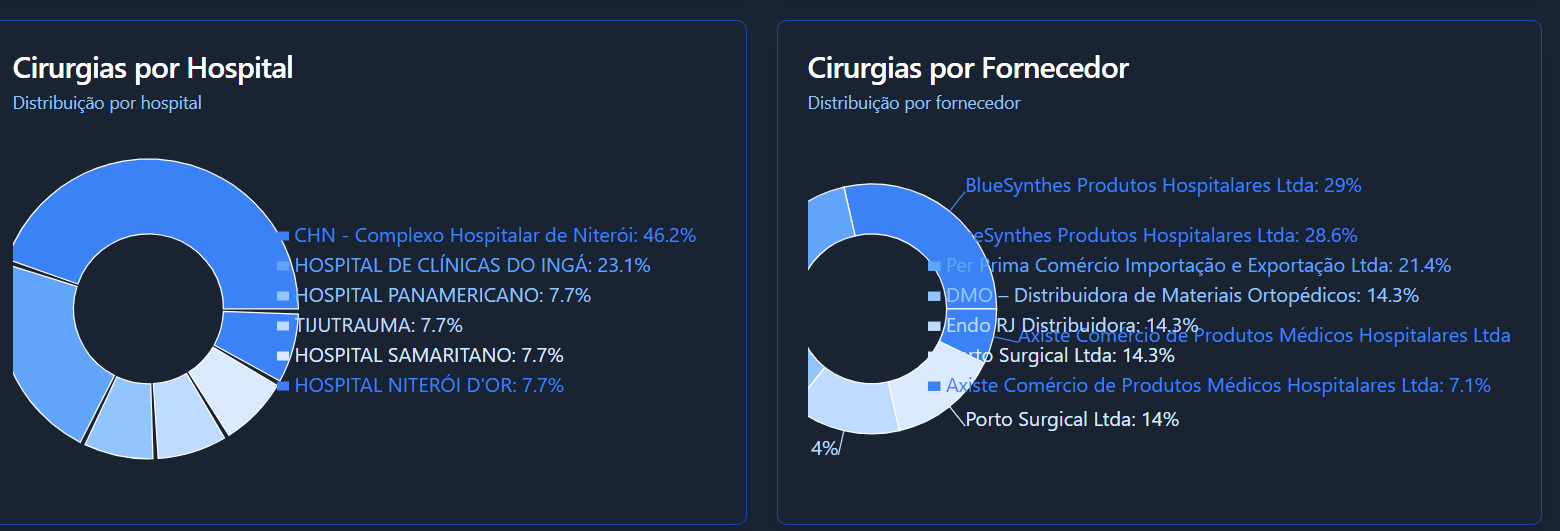 Cirurgias por Hospital
Distribuição por hospital
CHN - Complexo Hospitalar de Niterói: 46.2%
HOSPITAL DE CLÍNICAS DO INGÁ: 23.1%
HOSPITAL PANAMERICANO: 7.7%
TIJUTRAUMA: 7.7%
HOSPITAL SAMARITANO: 7.7%
HOSPITAL NITERÓI D'OR: 7.7%
Cirurgias por Fornecedor
Distribuição por fornecedor
BlueSynthes Produtos Hospitalares Ltda: 29%
eSynthes Produtos Hospitalares Ltda: 28.6%
Per Prima Comércio Importação e Exportação Ltda: 21.4%
DMO – Distribuidora de Materiais Ortopédicos: 14.3%
Endo RJ Distribuidora: 14.3%
Axiste Comércio de Produtos Médicos Hospitalares Ltda
Porto Surgical Ltda: 14.3%
Axiste Comércio de Produtos Médicos Hospitalares Ltda: 7.1%
Porto Surgical Ltda: 14%
4%